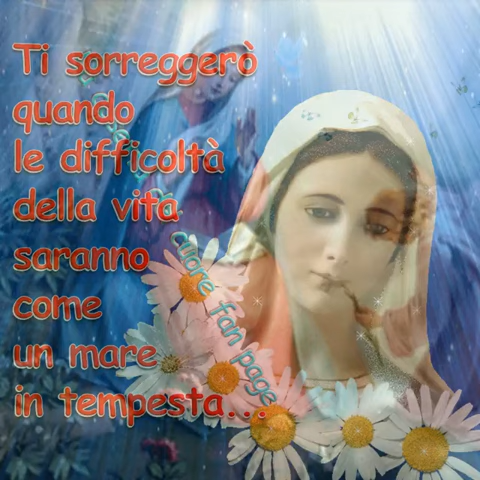 Ti sorreggerò
quando
le difficoltà
della vita
saranno
come
un mare
in tempesta...
cuore fan page